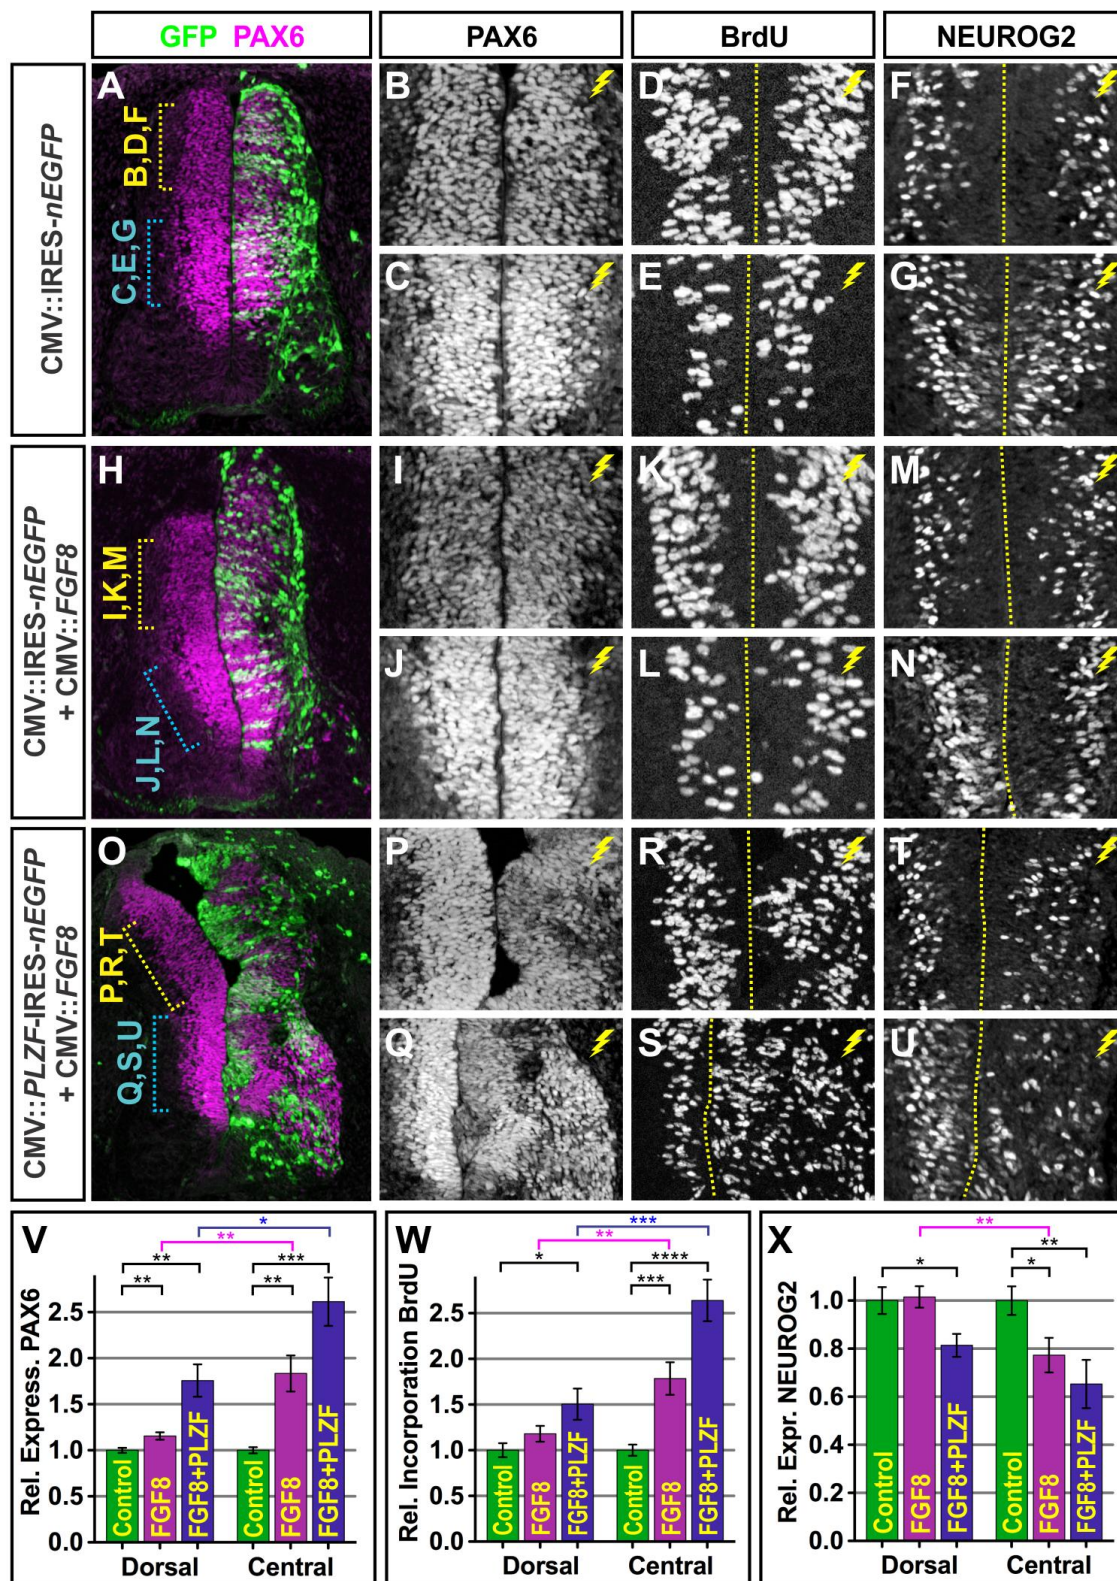 GFP PAX6
PAX6
BrdU
NEUROG2
CMV::IRES-nEGFP
A
B,D,F
C,E,G
B
D
F
C
E
G
CMV::IRES-nEGFP
+ CMV::FGF8
H
I,K,M
J,L,N
I
K
M
J
L
N
CMV::PLZF-IRES-nEGFP
+ CMV::FGF8
O
P,R,T
Q,S,U
P
R
T
Q
S
U
V
Rel. Express. PAX6
*
**
** ***
** **
2.5
2.0
1.5
1.0
0.5
0.0
Control
FGF8
FGF8+PLZF
Control
FGF8
FGF8+PLZF
Dorsal Central
W
Rel. Incorporation BrdU
***
**
* ****
***
2.5
2.0
1.5
1.0
0.5
0.0
Control
FGF8
FGF8+PLZF
Control
FGF8
FGF8+PLZF
Dorsal Central
X
Rel. Expr. NEUROG2
**
**
* *
1.0
0.8
0.6
0.4
0.2
0.0
Control
FGF8
FGF8+PLZF
Control
FGF8
FGF8+PLZF
Dorsal Central